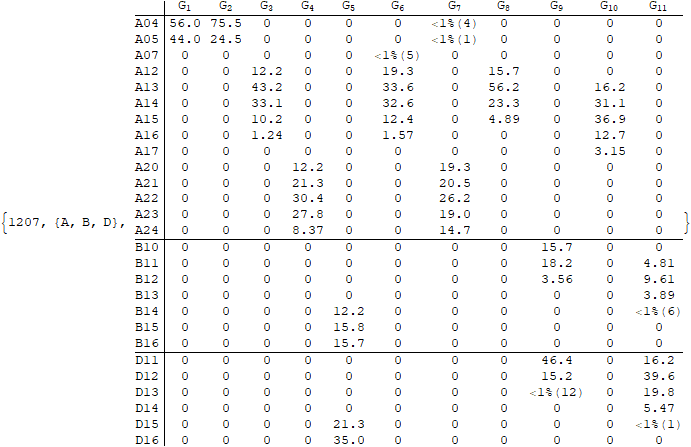 G1 G2 G3 G4 G5 G6 G7 G8 G9 G10 G11
A04 56.0 75.5 0 0 0 0 <1%(4) 0 0 0 0
A05 44.0 24.5 0 0 0 0 <1%(1) 0 0 0 0
A07 0 0 0 0 0 <1%(5) 0 0 0 0 0
A12 0 0 12.2 0 0 19.3 0 15.7 0 0 0
A13 0 0 43.2 0 0 33.6 0 56.2 0 16.2 0
A14 0 0 33.1 0 0 32.6 0 23.3 0 31.1 0
A15 0 0 10.2 0 0 12.4 0 4.89 0 36.9 0
A16 0 0 1.24 0 0 1.57 0 0 0 12.7 0
A17 0 0 0 0 0 0 0 0 0 3.15 0
A20 0 0 0 12.2 0 0 19.3 0 0 0 0
A21 0 0 0 21.3 0 0 20.5 0 0 0 0
A22 0 0 0 30.4 0 0 26.2 0 0 0 0
A23 0 0 0 27.8 0 0 19.0 0 0 0 0
{1207, {A, B, D}, A24 0 0 0 8.37 0 0 14.7 0 0 0 0 }
B10 0 0 0 0 0 0 0 0 15.7 0 0
B11 0 0 0 0 0 0 0 0 18.2 0 4.81
B12 0 0 0 0 0 0 0 0 3.56 0 9.61
B13 0 0 0 0 0 0 0 0 0 0 3.89
B14 0 0 0 0 12.2 0 0 0 0 0 <1%(6)
B15 0 0 0 0 15.8 0 0 0 0 0 0
B16 0 0 0 0 15.7 0 0 0 0 0 0
D11 0 0 0 0 0 0 0 0 46.4 0 16.2
D12 0 0 0 0 0 0 0 0 15.2 0 39.6
D13 0 0 0 0 0 0 0 0 <1%(12) 0 19.8
D14 0 0 0 0 0 0 0 0 0 0 5.47
D15 0 0 0 0 21.3 0 0 0 0 0 <1%(1)
D16 0 0 0 0 35.0 0 0 0 0 0 0